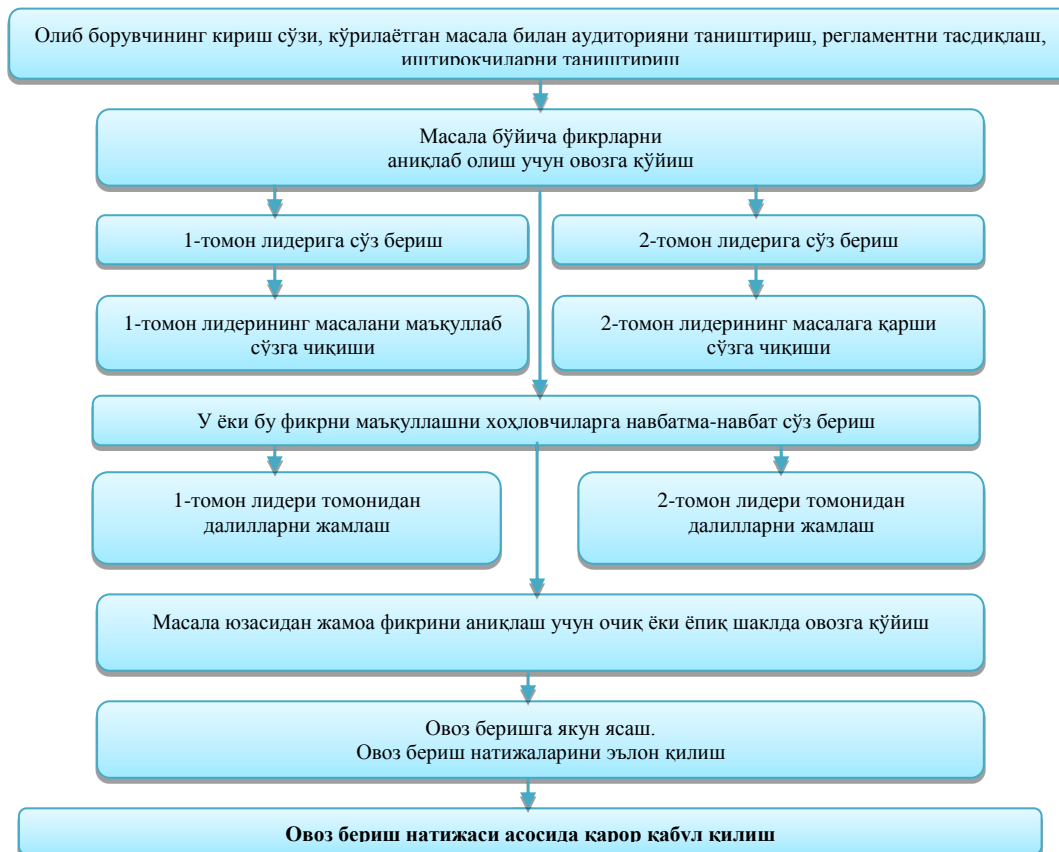 Олиб борувчининг кириш сўзи, кўрилаётган масала билан аудиторияни таништириш, регламентни тасдиқлаш,
иштирокчиларни таништириш
Масала бўйича фикрларни
аниқлаб олиш учун овозга қўйиш
1-томон лидерига сўз бериш
2-томон лидерига сўз бериш
1-томон лидерининг масалани маъқуллаб
сўзга чиқиши
2-томон лидерининг масалага қарши
сўзга чиқиши
У ёки бу фикрни маъқуллашни хоҳловчиларга навбатма-навбат сўз бериш
1-томон лидери томонидан
далилларни жамлаш
2-томон лидери томонидан
далилларни жамлаш
Масала юзасидан жамоа фикрини аниқлаш учун очиқ ёки ёпиқ шаклда овозга қўйиш
Овоз беришга якун ясаш.
Овоз бериш натижаларини эълон қилиш
Овоз бериш натижаси асосида қарор қабул қилиш